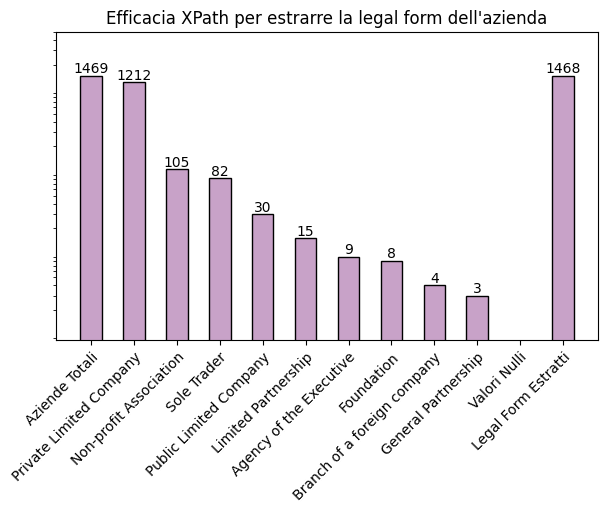 Efficacia XPath per estrarre la legal form dell'azienda
1469
1212
105
82
30
15
9
8
4
3
1468
Aziende Totali
Private Limited Company
Non-profit Association
Sole Trader
Public Limited Company
Limited Partnership
Agency of the Executive
Foundation
Branch of a foreign company
General Partnership
Valori Nulli
Legal Form Estratti